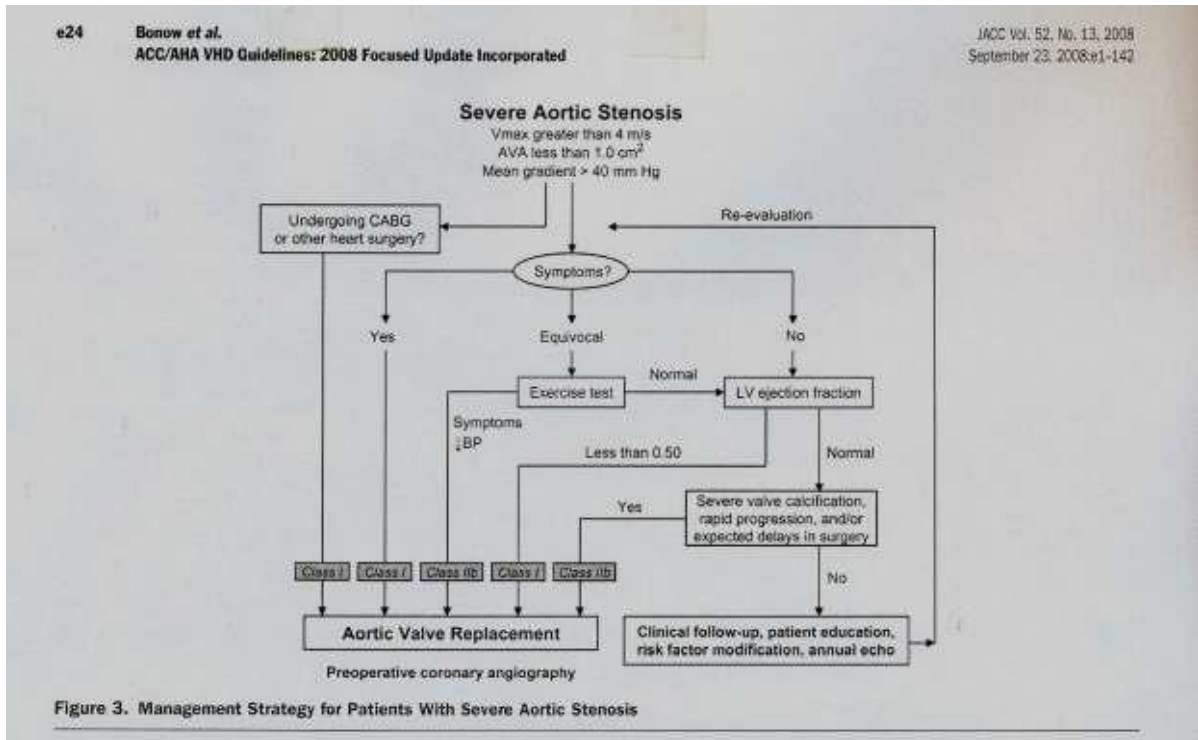 e24
Bonow et al.
ACC/AHA VHD Guidelines: 2008 Focused Update Incorporated
JACC Vol. 52, No. 13, 2008
September 23, 2008:e1-142
Severe Aortic Stenosis
Vmax greater than 4 m/s
AVA less than 1.0 cm²
Mean gradient > 40 mm Hg
Undergoing CABG
or other heart surgery?
Re-evaluation
Symptoms?
Yes
Equivocal
No
Exercise test
Normal
LV ejection fraction
Symptoms
↓BP
Less than 0.50
Normal
Yes
Severe valve calcification,
rapid progression, and/or
expected delays in surgery
No
Class I
Class I
Class IIb
Class I
Class IIb
Aortic Valve Replacement
Clinical follow-up, patient education,
risk factor modification, annual echo
Preoperative coronary angiography
Figure 3. Management Strategy for Patients With Severe Aortic Stenosis